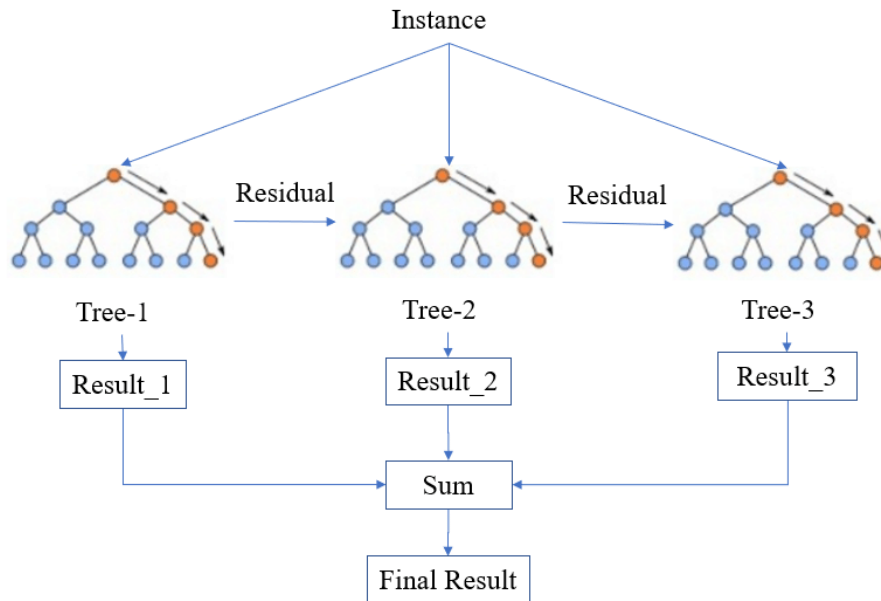 Instance
Residual
Residual
Tree-1
Tree-2
Tree-3
Result_1
Result_2
Result_3
Sum
Final Result